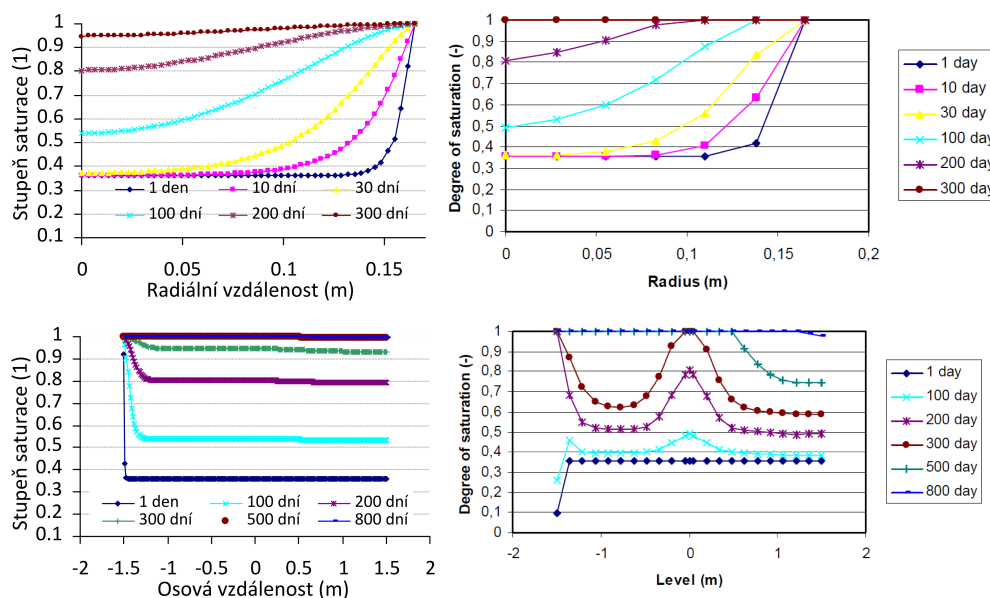 Stupeň saturace (1)
1
0.9
0.8
0.7
0.6
0.5
0.4
0.3
0.2
0.1
1 den
10 dní
30 dní
100 dní
200 dní
300 dní
0
0.05
0.1
0.15
Radiální vzdálenost (m)
Degree of saturation (-)
1
0,9
0,8
0,7
0,6
0,5
0,4
0,3
0,2
0,1
0
0
0,05
0,1
0,15
0,2
Radius (m)
1 day
10 day
30 day
100 day
200 day
300 day
Stupeň saturace (1)
1
0.9
0.8
0.7
0.6
0.5
0.4
0.3
0.2
0.1
1 den
100 dní
200 dní
300 dní
500 dní
800 dní
-2
-1.5
-1
-0.5
0
0.5
1
1.5
2
Osová vzdálenost (m)
Degree of saturation (-)
1
0,9
0,8
0,7
0,6
0,5
0,4
0,3
0,2
0,1
0
-2
-1
0
1
2
Level (m)
1 day
100 day
200 day
300 day
500 day
800 day